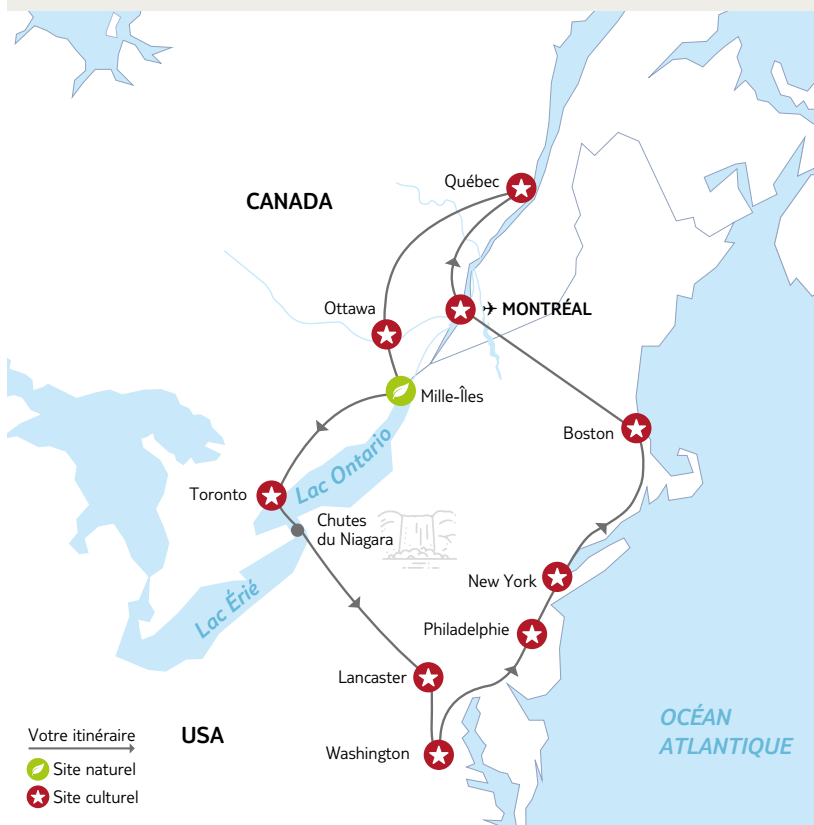 Québec
CANADA
Ottawa
MONTRÉAL
Mille-Îles
Boston
Lac Ontario
Toronto
Chutes
du Niagara
New York
Lac Érié
Philadelphie
Lancaster
OCÉAN
ATLANTIQUE
USA
Washington
Votre itinéraire
Site naturel
Site culturel